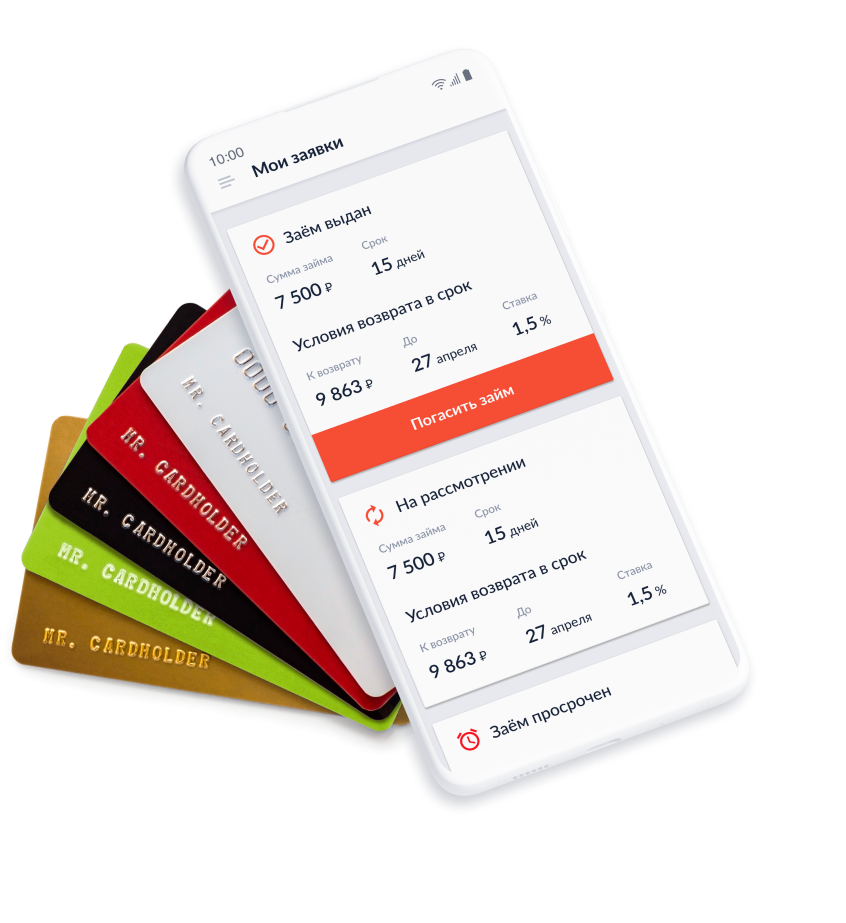 10:00
Мои заявки
Заём выдан
Сумма займа Срок
7 500 ₽ 15 дней
Условия возврата в срок
К возврату До Ставка
9 863 ₽ 27 апреля 1,5 %
Погасить займ
На рассмотрении
Сумма займа Срок
7 500 ₽ 15 дней
Условия возврата в срок
К возврату До Ставка
9 863 ₽ 27 апреля 1,5 %
Заём просрочен
0000
MR. CARDHOLDER
MR. CARDHOLDER
MR. CARDHOLDER
MR. CARDHOLDER
MR. CARDHOLDER